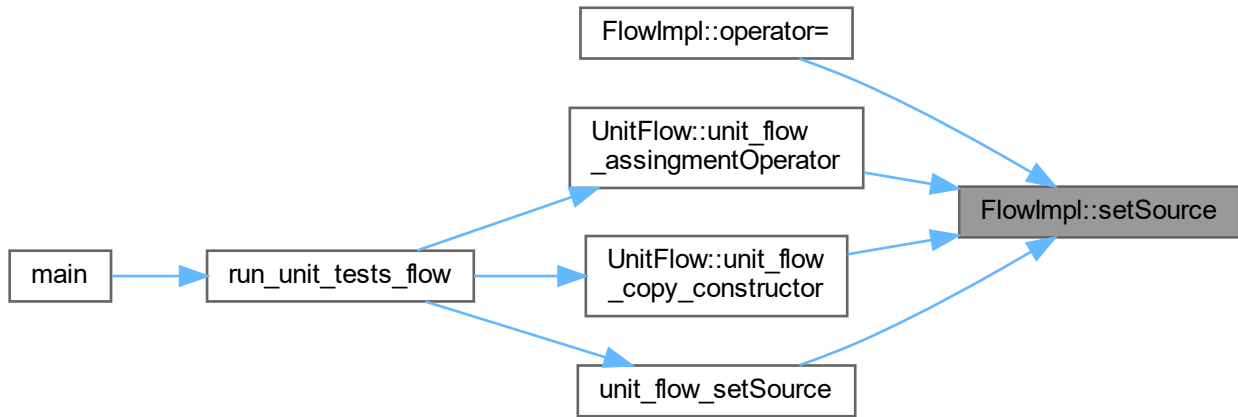 FlowImpl::operator=
UnitFlow::unit_flow
_assingmentOperator
FlowImpl::setSource
main
run_unit_tests_flow
UnitFlow::unit_flow
_copy_constructor
unit_flow_setSource